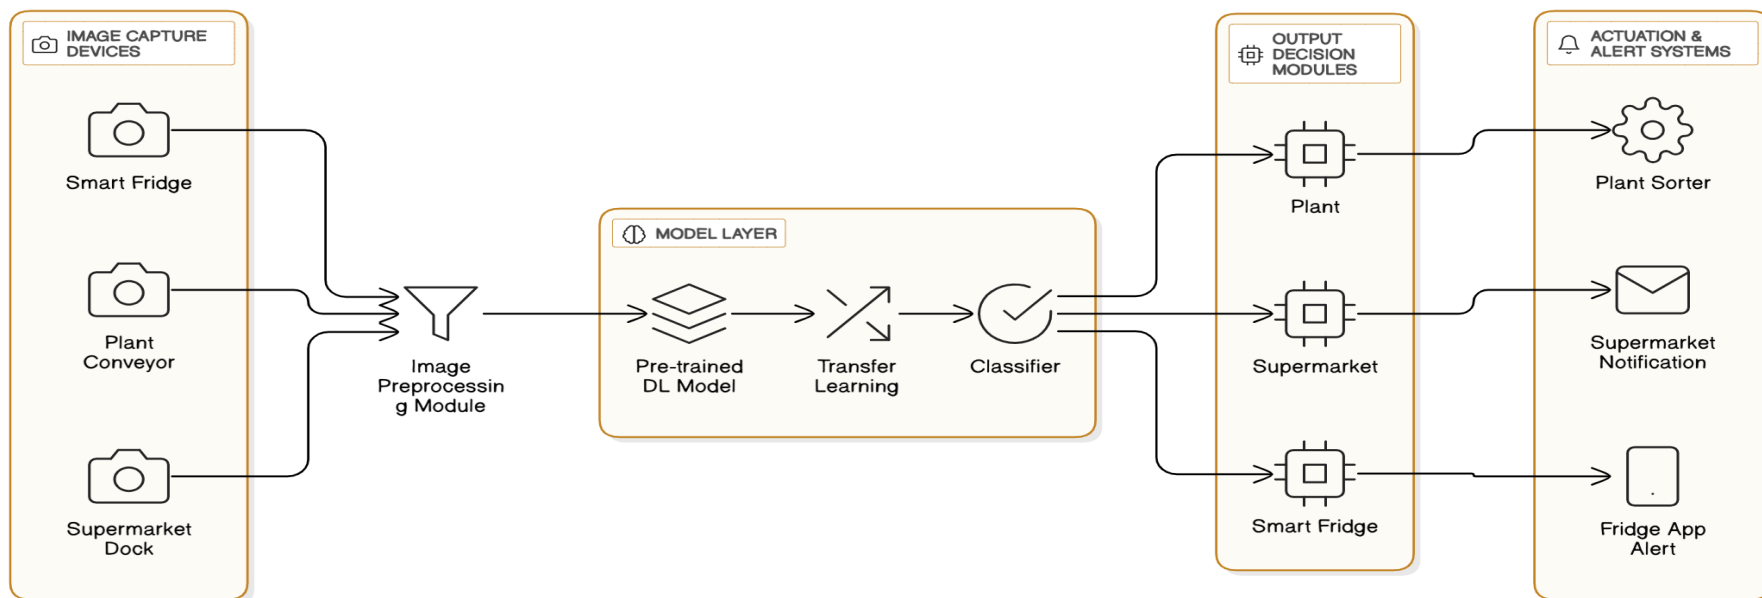 IMAGE CAPTURE
DEVICES
Smart Fridge
Plant
Conveyor
Supermarket
Dock
Image
Preprocessin
g Module
MODEL LAYER
Pre-trained
DL Model
Transfer
Learning
Classifier
OUTPUT
DECISION
MODULES
Plant
Supermarket
Smart Fridge
ACTUATION &
ALERT SYSTEMS
Plant Sorter
Supermarket
Notification
Fridge App
Alert